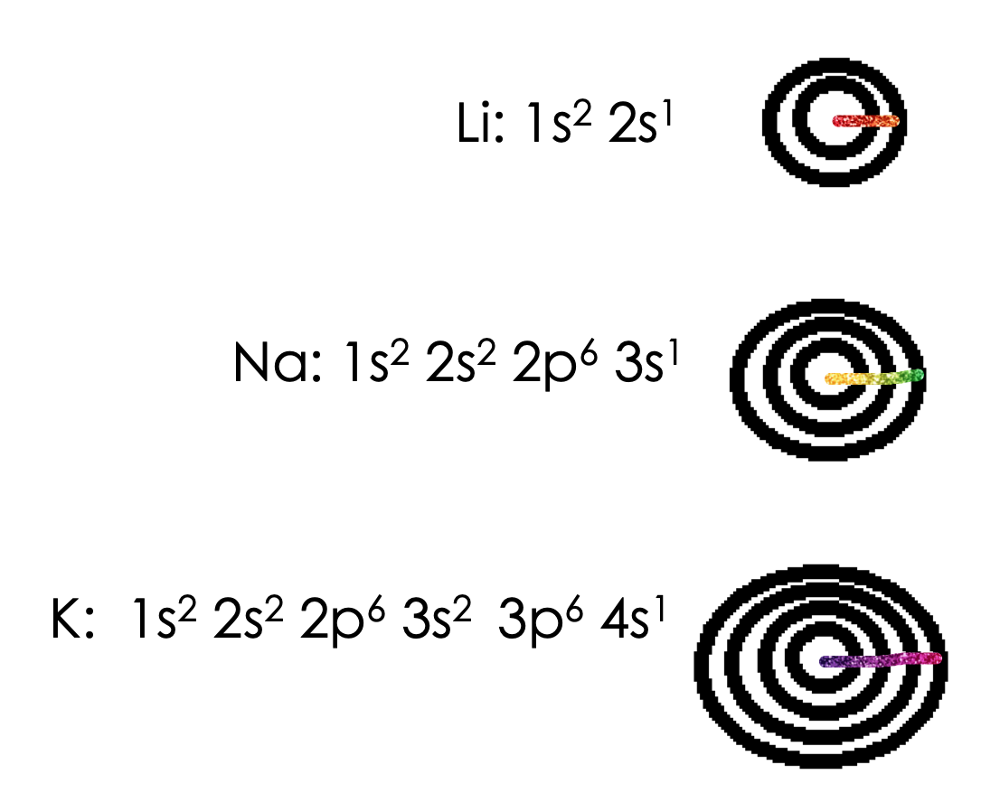 Li: 1s² 2s¹
Na: 1s² 2s² 2p⁶ 3s¹
K: 1s² 2s² 2p⁶ 3s² 3p⁶ 4s¹